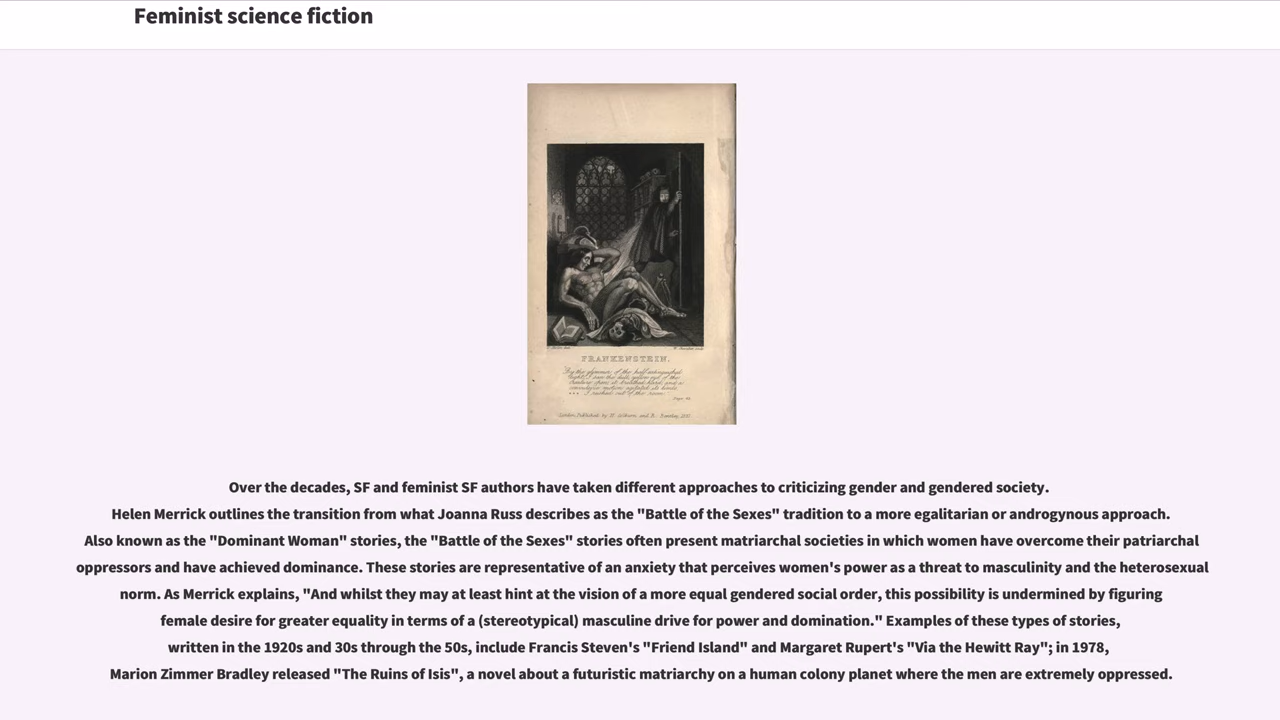 Feminist science fiction
FRANKENSTEIN.
Over the decades, SF and feminist SF authors have taken different approaches to criticizing gender and gendered society.
Helen Merrick outlines the transition from what Joanna Russ describes as the "Battle of the Sexes" tradition to a more egalitarian or androgynous approach.
Also known as the "Dominant Woman" stories, the "Battle of the Sexes" stories often present matriarchal societies in which women have overcome their patriarchal
oppressors and have achieved dominance. These stories are representative of an anxiety that perceives women's power as a threat to masculinity and the heterosexual
norm. As Merrick explains, "And whilst they may at least hint at the vision of a more equal gendered social order, this possibility is undermined by figuring
female desire for greater equality in terms of a (stereotypical) masculine drive for power and domination." Examples of these types of stories,
written in the 1920s and 30s through the 50s, include Francis Steven's "Friend Island" and Margaret Rupert's "Via the Hewitt Ray"; in 1978,
Marion Zimmer Bradley released "The Ruins of Isis", a novel about a futuristic matriarchy on a human colony planet where the men are extremely oppressed.